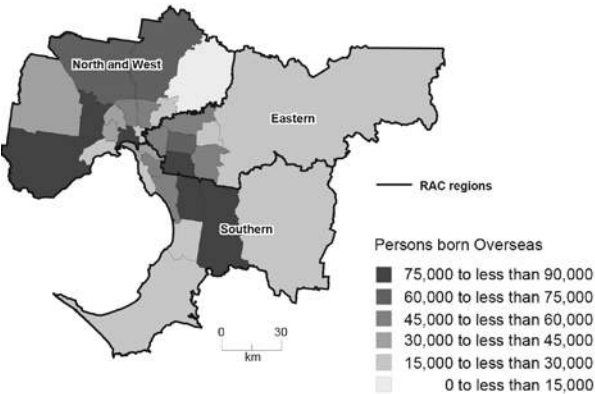 North and West
Eastern
RAC regions
Southern
Persons born Overseas
75,000 to less than 90,000
60,000 to less than 75,000
45,000 to less than 60,000
30,000 to less than 45,000
15,000 to less than 30,000
0 to less than 15,000
0 30
km